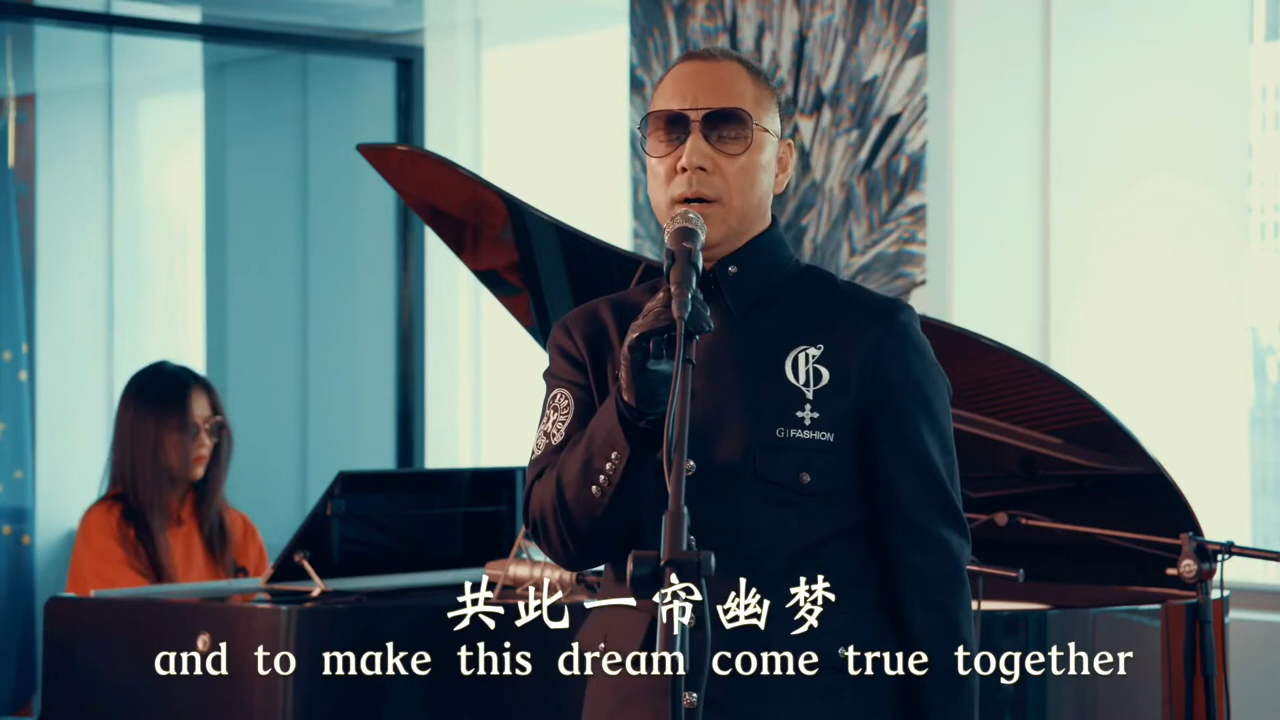 G
G|FASHION
共此一帘幽梦
and to make this dream come true together